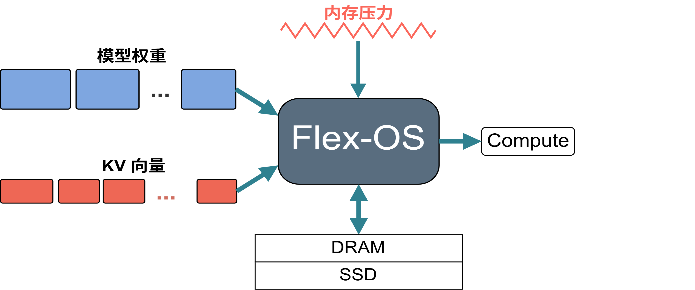 内存压力
模型权重
...
Flex-OS
Compute
KV 向量
...
DRAM
SSD